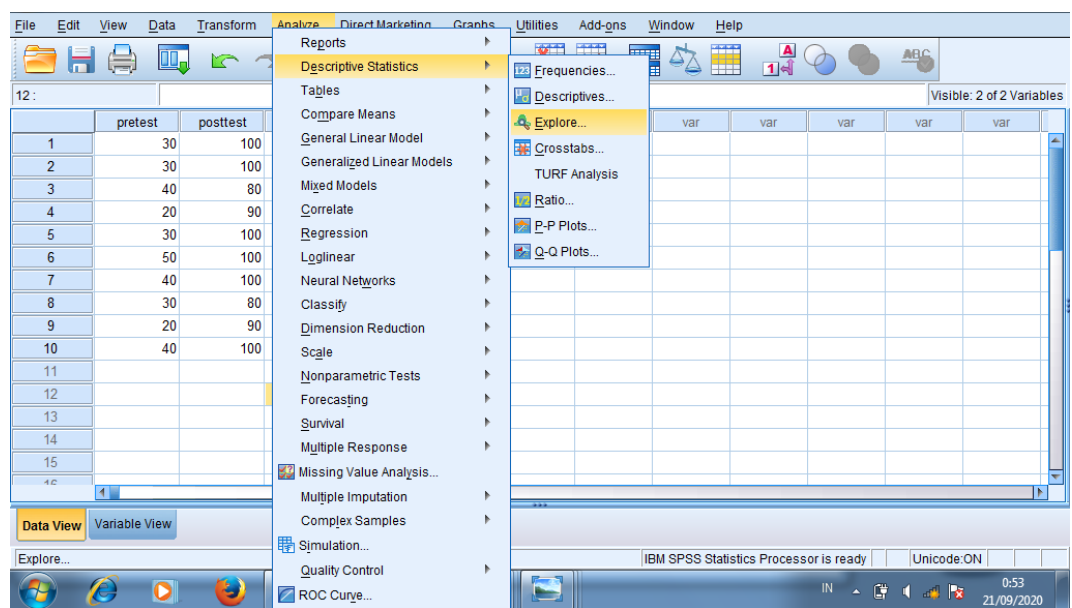 File Edit View Data Transform Analyze Direct Marketing Graphs Utilities Add-ons Window Help
12 :
Visible: 2 of 2 Variables
pretest posttest var var var var var
1 30 100
2 30 100
3 40 80
4 20 90
5 30 100
6 50 100
7 40 100
8 30 80
9 20 90
10 40 100
11
12
13
14
15
16
Reports
Descriptive Statistics
Tables
Compare Means
General Linear Model
Generalized Linear Models
Mixed Models
Correlate
Regression
Loglinear
Neural Networks
Classify
Dimension Reduction
Scale
Nonparametric Tests
Forecasting
Survival
Multiple Response
Missing Value Analysis...
Multiple Imputation
Complex Samples
Simulation...
Quality Control
ROC Curve...
Frequencies...
Descriptives...
Explore...
Crosstabs...
TURF Analysis
Ratio...
P-P Plots...
Q-Q Plots...
Data View Variable View
Explore... IBM SPSS Statistics Processor is ready Unicode:ON
IN 0:53
21/09/2020